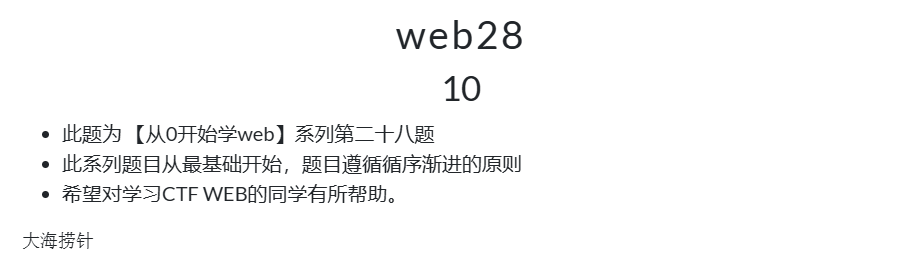 web28
10
此题为 【从0开始学web】系列第二十八题
此系列题目从最基础开始，题目遵循循序渐进的原则
希望对学习CTF WEB的同学有所帮助。
大海捞针